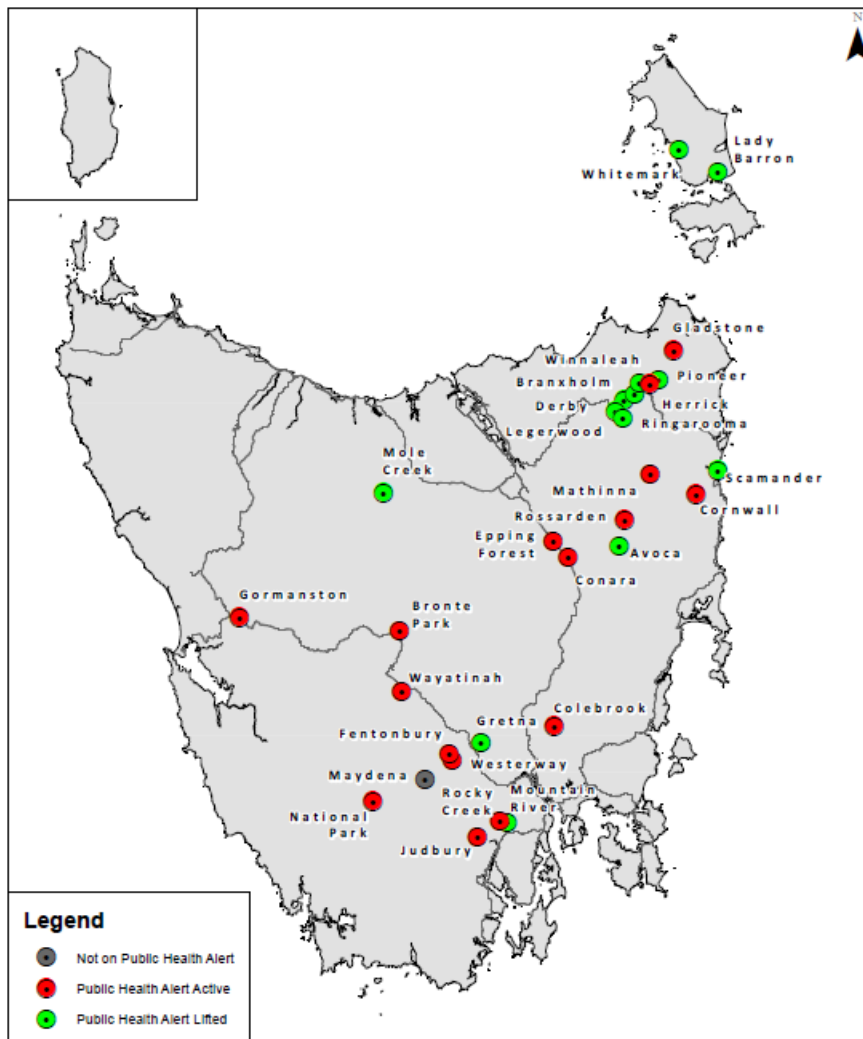 N
Lady
Barron
Whitemark
Gladstone
Winnaleah
Pioneer
Branxholm
Herrick
Derby
Ringarooma
Legerwood
Mole
Creek
Scamander
Mathinna
Cornwall
Rossarden
Epping
Forest
Avoca
Conara
Gormanston
Bronte
Park
Wayatinah
Colebrook
Gretna
Fentonbury
Westerway
Maydena
Rocky
Creek
Mountain
River
National
Park
Judbury
Legend
Not on Public Health Alert
Public Health Alert Active
Public Health Alert Lifted